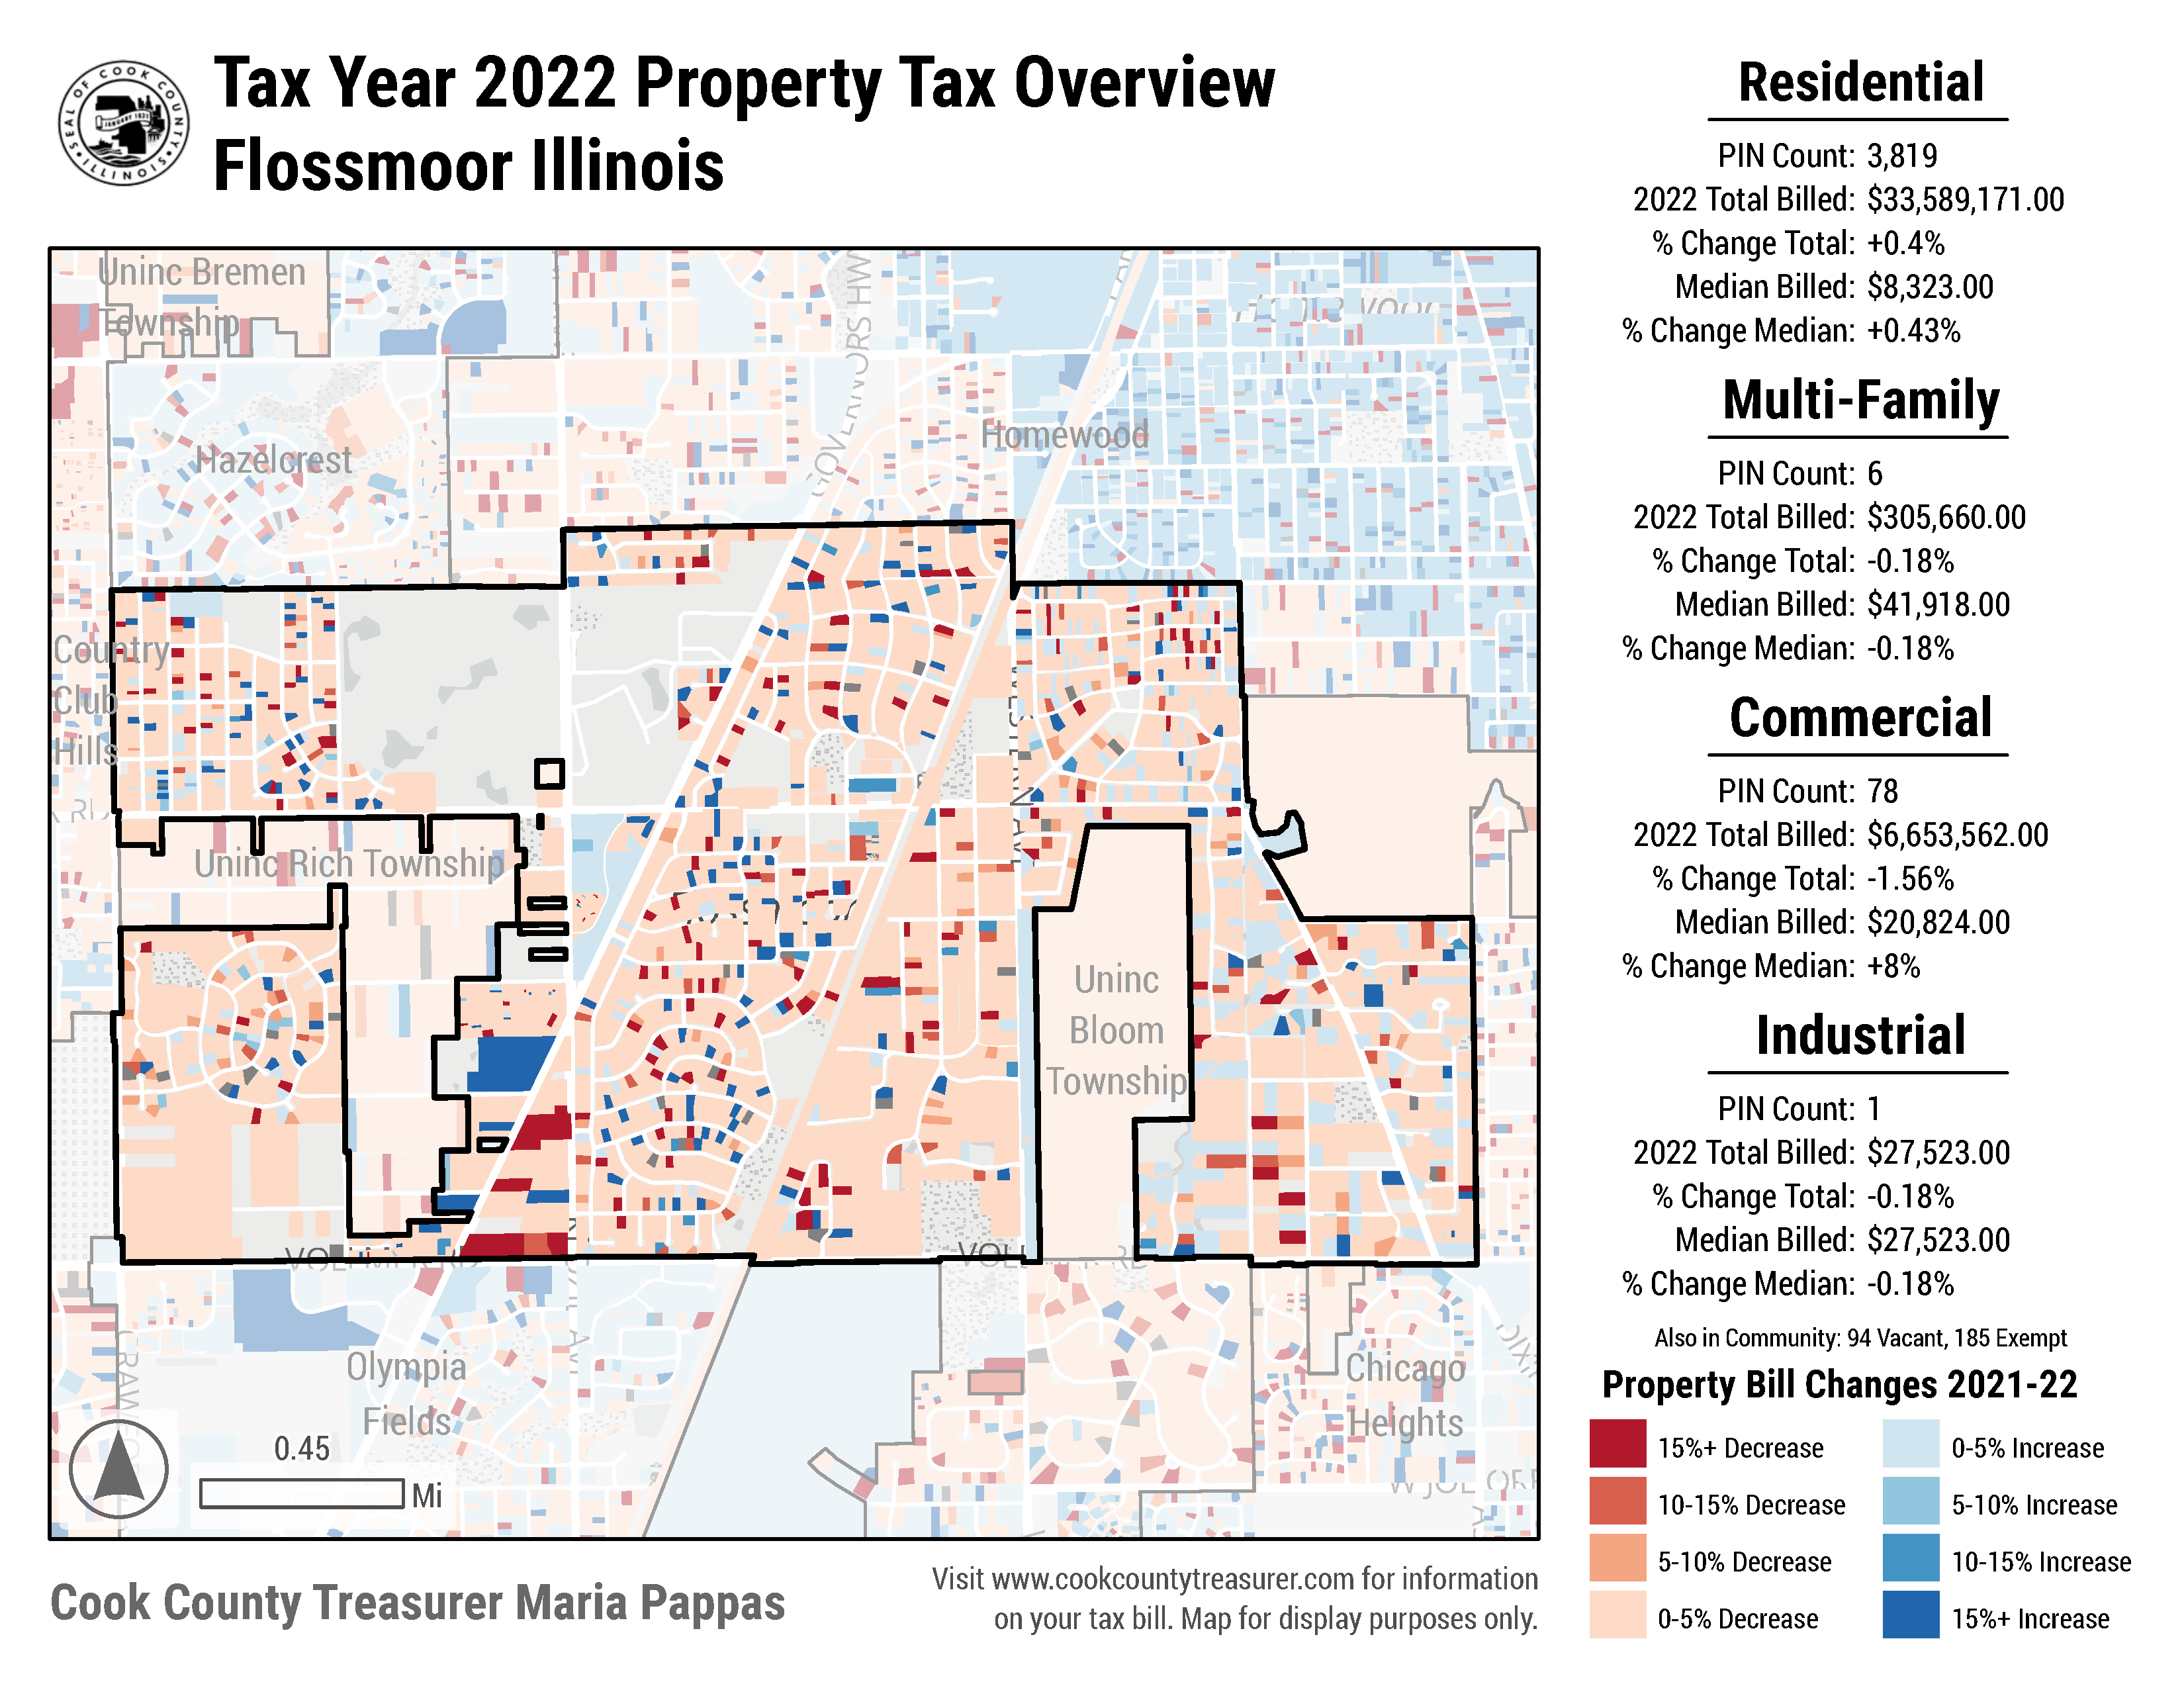 SEAL OF COOK COUNTY
ILLINOIS
JANUARY 1831
Tax Year 2022 Property Tax Overview
Flossmoor Illinois
Uninc Bremen
Township
Hazelcrest
GOVERNORS HW
Homewood
Country
Club
Hills
RD
Uninc Rich Township
Uninc
Bloom
Township
Olympia
Fields
Chicago
Heights
0.45
Mi
Cook County Treasurer Maria Pappas
Visit www.cookcountytreasurer.com for information
on your tax bill. Map for display purposes only.
Residential
PIN Count: 3,819
2022 Total Billed: $33,589,171.00
% Change Total: +0.4%
Median Billed: $8,323.00
% Change Median: +0.43%
Multi-Family
PIN Count: 6
2022 Total Billed: $305,660.00
% Change Total: -0.18%
Median Billed: $41,918.00
% Change Median: -0.18%
Commercial
PIN Count: 78
2022 Total Billed: $6,653,562.00
% Change Total: -1.56%
Median Billed: $20,824.00
% Change Median: +8%
Industrial
PIN Count: 1
2022 Total Billed: $27,523.00
% Change Total: -0.18%
Median Billed: $27,523.00
% Change Median: -0.18%
Also in Community: 94 Vacant, 185 Exempt
Property Bill Changes 2021-22
15%+ Decrease
10-15% Decrease
5-10% Decrease
0-5% Decrease
0-5% Increase
5-10% Increase
10-15% Increase
15%+ Increase